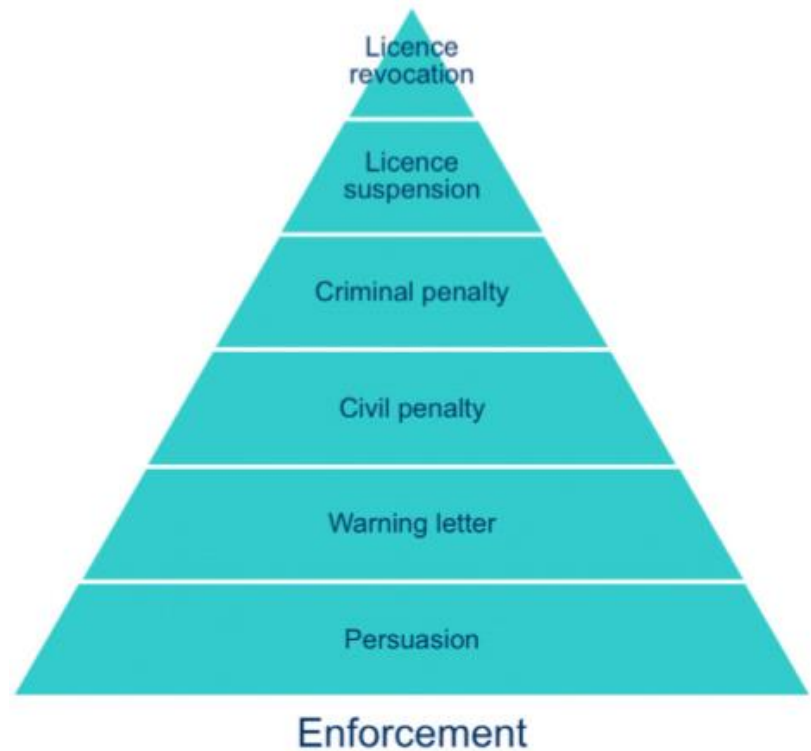 Licence
revocation
Licence
suspension
Criminal penalty
Civil penalty
Warning letter
Persuasion
Enforcement